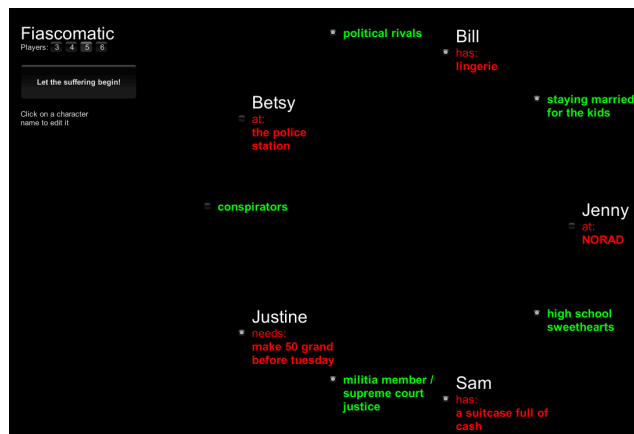 Fiascomatic
Players: 3 4 5 6
Let the suffering begin!
Click on a character
name to edit it
political rivals
Bill
has:
lingerie
staying married
for the kids
Betsy
at:
the police
station
conspirators
Jenny
at:
NORAD
Justine
needs:
make 50 grand
before tuesday
high school
sweethearts
militia member /
supreme court
justice
Sam
has:
a suitcase full of
cash